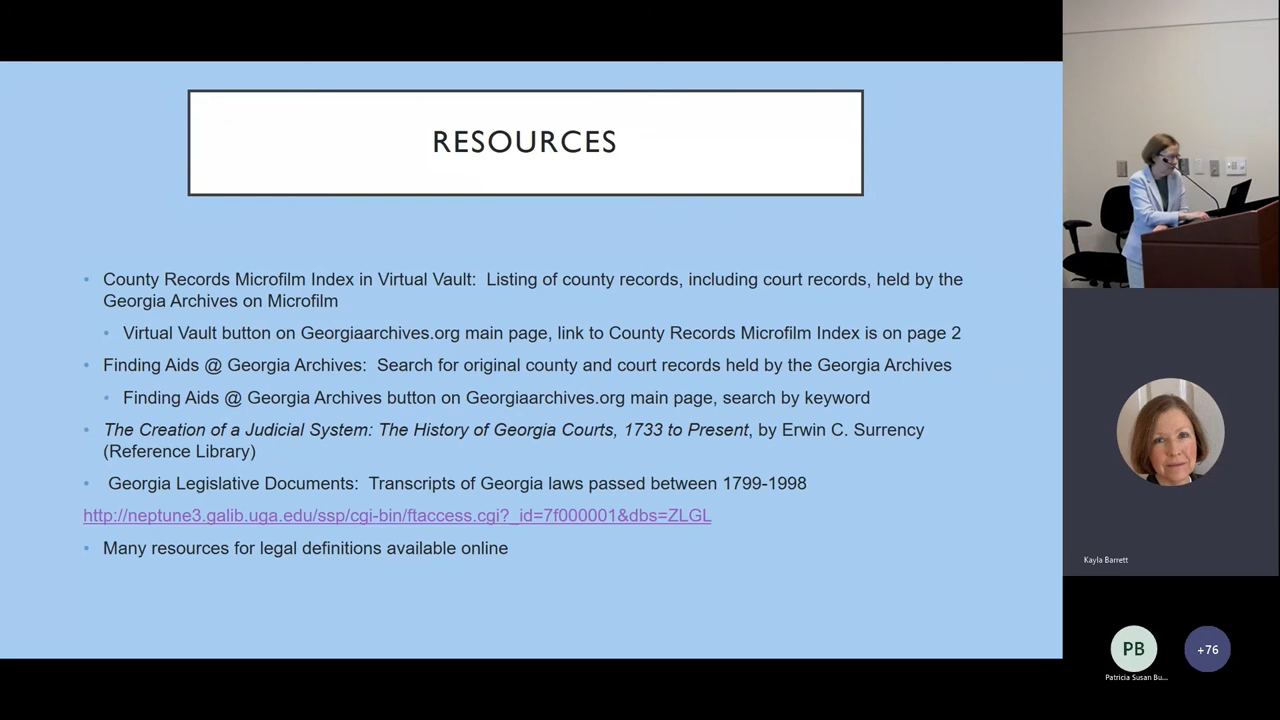 RESOURCES
• County Records Microfilm Index in Virtual Vault:  Listing of county records, including court records, held by the
Georgia Archives on Microfilm
• Virtual Vault button on Georgiaarchives.org main page, link to County Records Microfilm Index is on page 2
• Finding Aids @ Georgia Archives:  Search for original county and court records held by the Georgia Archives
• Finding Aids @ Georgia Archives button on Georgiaarchives.org main page, search by keyword
• The Creation of a Judicial System: The History of Georgia Courts, 1733 to Present, by Erwin C. Surrency
(Reference Library)
• Georgia Legislative Documents:  Transcripts of Georgia laws passed between 1799-1998
http://neptune3.galib.uga.edu/ssp/cgi-bin/ftaccess.cgi?_id=7f000001&dbs=ZLGL
• Many resources for legal definitions available online
Kayla Barrett
PB
+76
Patricia Susan Bu...